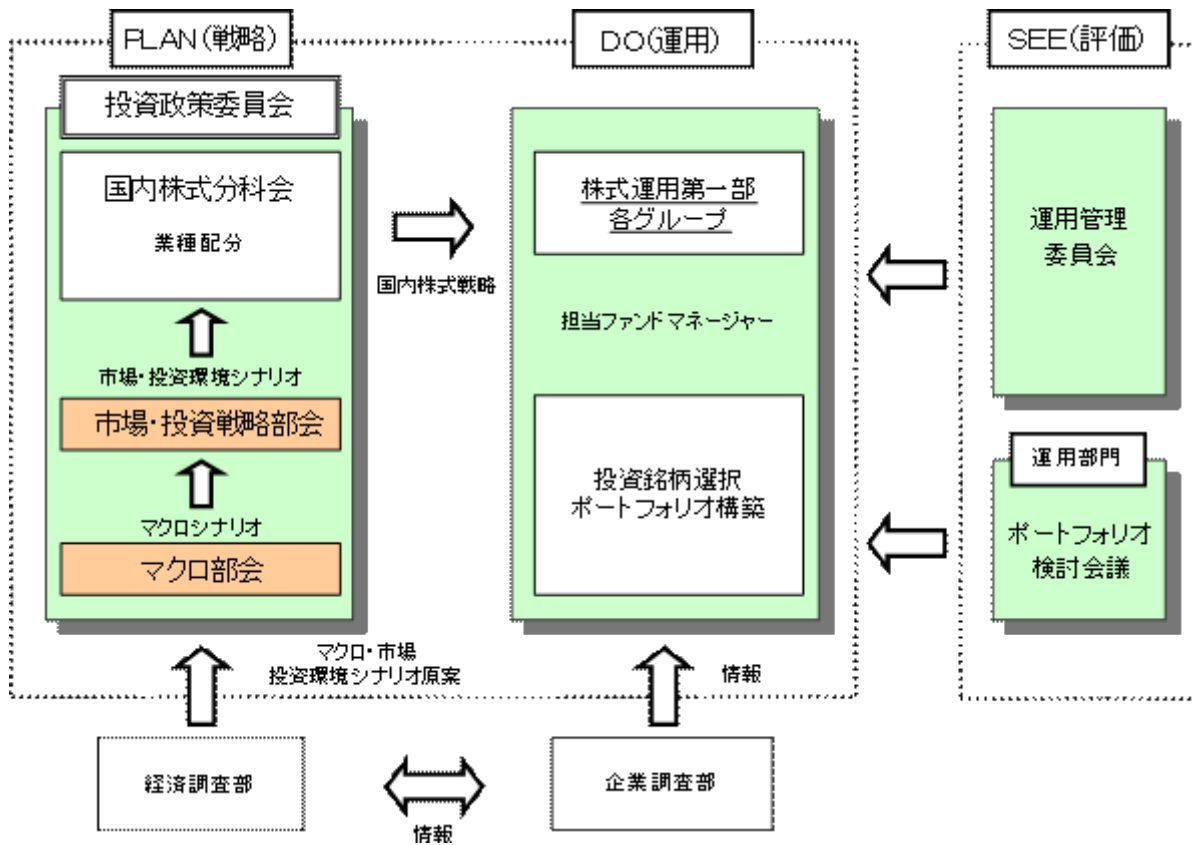 PLAN(戦略)
DO(運用)
SEE(評価)
投資政策委員会
国内株式分科会
業種配分
市場・投資環境シナリオ
市場・投資戦略部会
マクロシナリオ
マクロ部会
国内株式戦略
株式運用第一部
各グループ
担当ファンドマネージャー
投資銘柄選択
ポートフォリオ構築
運用管理
委員会
運用部門
ポートフォリオ
検討会議
マクロ・市場
投資環境シナリオ原案
情報
経済調査部
情報
企業調査部